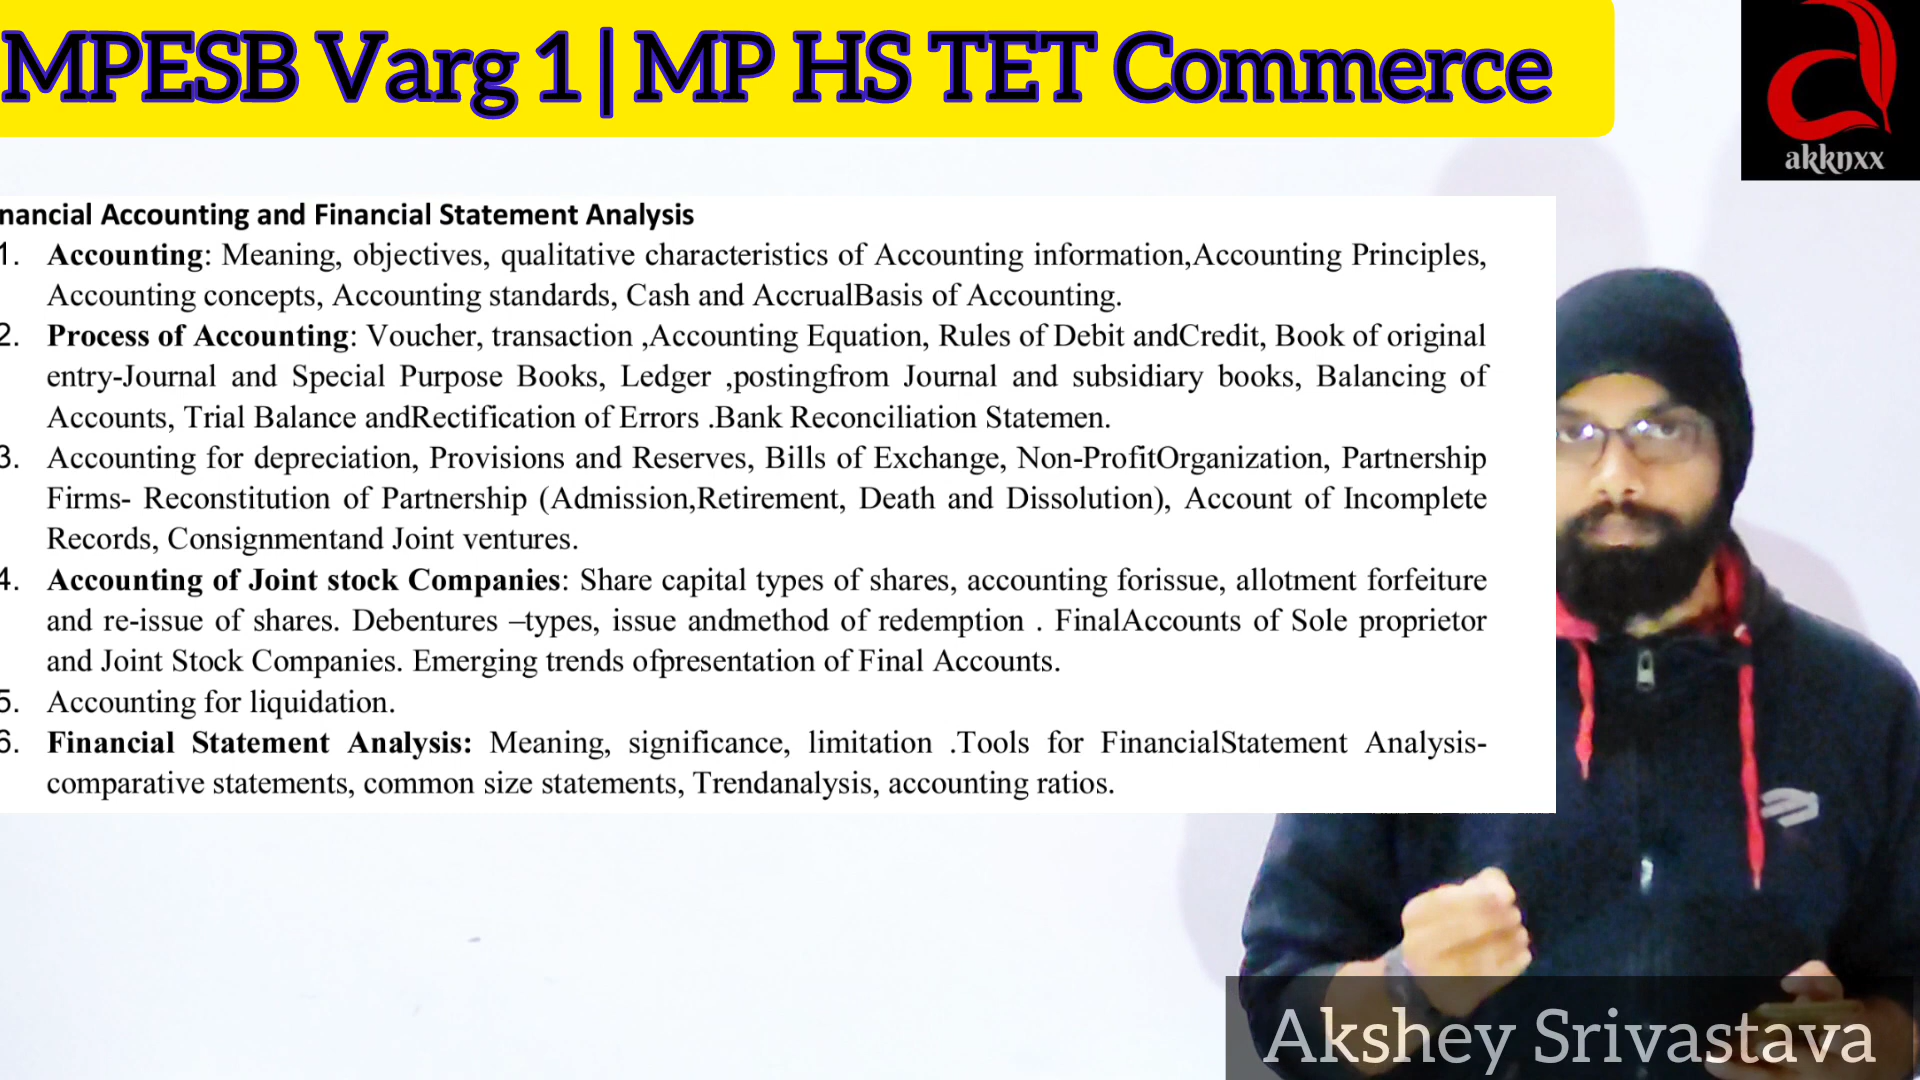 MPESB Varg 1| MP HS TET Commerce
akknxx
nancial Accounting and Financial Statement Analysis
1. Accounting: Meaning, objectives, qualitative characteristics of Accounting information,Accounting Principles,
Accounting concepts, Accounting standards, Cash and AccrualBasis of Accounting.
2. Process of Accounting: Voucher, transaction ,Accounting Equation, Rules of Debit andCredit, Book of original
entry-Journal and Special Purpose Books, Ledger ,postingfrom Journal and subsidiary books, Balancing of
Accounts, Trial Balance andRectification of Errors .Bank Reconciliation Statemen.
3. Accounting for depreciation, Provisions and Reserves, Bills of Exchange, Non-ProfitOrganization, Partnership
Firms- Reconstitution of Partnership (Admission,Retirement, Death and Dissolution), Account of Incomplete
Records, Consignmentand Joint ventures.
4. Accounting of Joint stock Companies: Share capital types of shares, accounting forissue, allotment forfeiture
and re-issue of shares. Debentures –types, issue andmethod of redemption . FinalAccounts of Sole proprietor
and Joint Stock Companies. Emerging trends ofpresentation of Final Accounts.
5. Accounting for liquidation.
6. Financial Statement Analysis: Meaning, significance, limitation .Tools for FinancialStatement Analysis-
comparative statements, common size statements, Trendanalysis, accounting ratios.
Akshey Srivastava